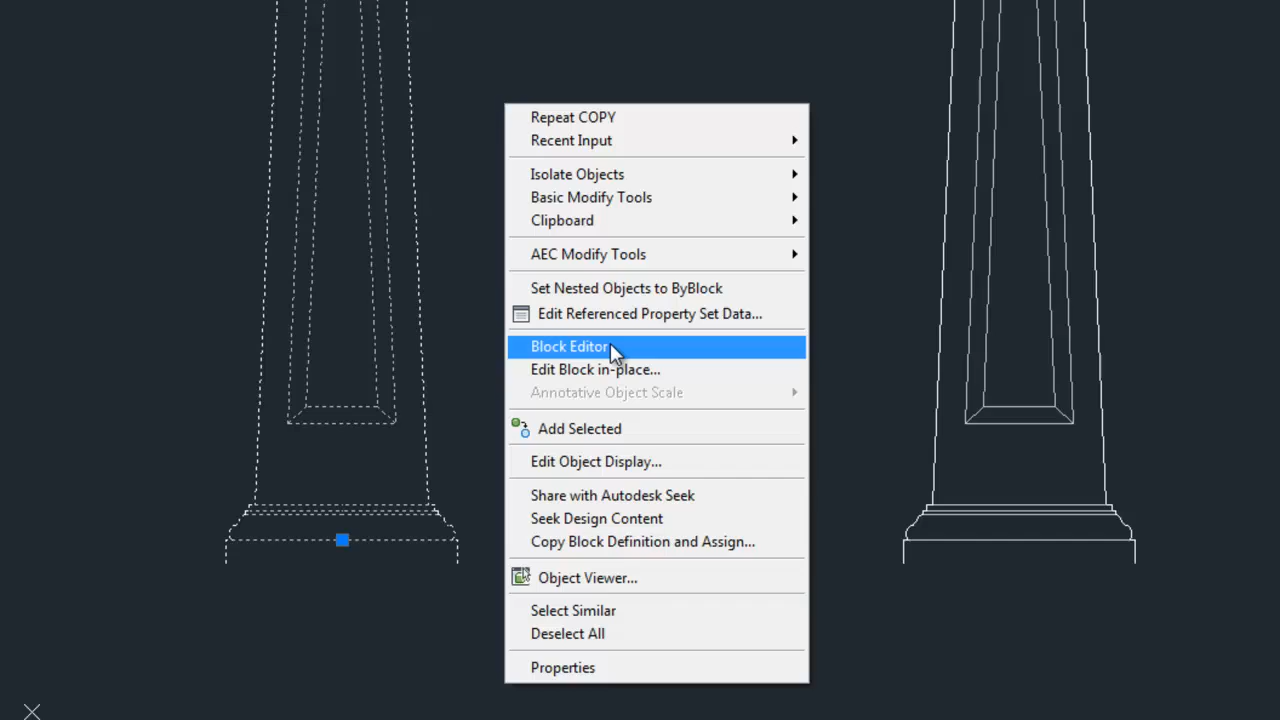 Repeat COPY
Recent Input
Isolate Objects
Basic Modify Tools
Clipboard
AEC Modify Tools
Set Nested Objects to ByBlock
Edit Referenced Property Set Data...
Block Editor
Edit Block in-place...
Annotative Object Scale
Add Selected
Edit Object Display...
Share with Autodesk Seek
Seek Design Content
Copy Block Definition and Assign...
Object Viewer...
Select Similar
Deselect All
Properties